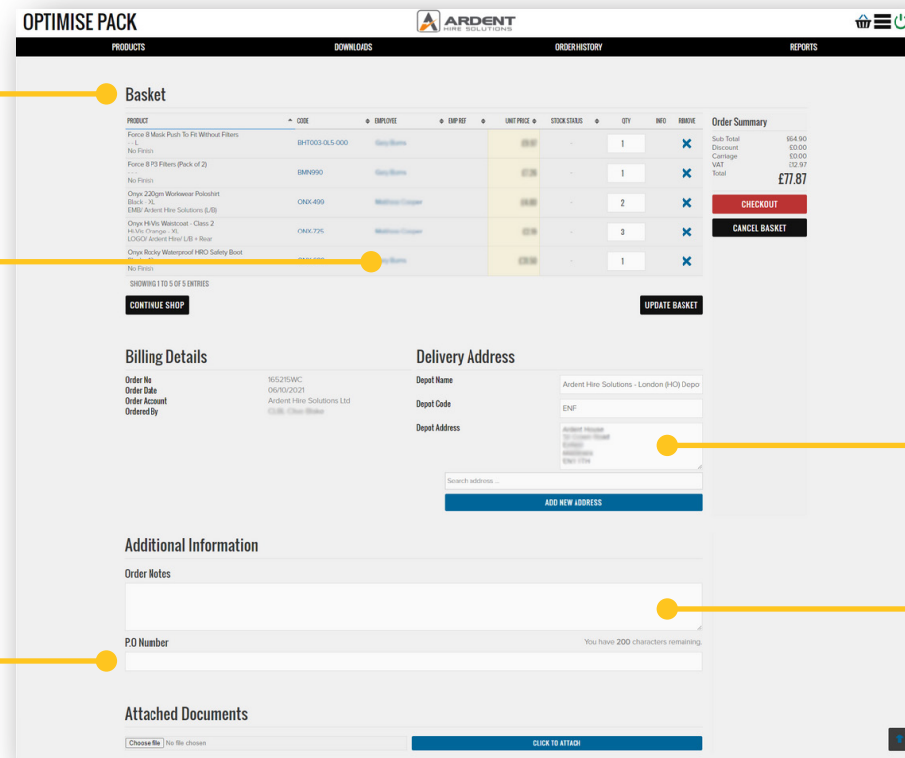 OPTIMISE PACK
ARDENT
HIRE SOLUTIONS
PRODUCTS DOWNLOADS ORDER HISTORY REPORTS
Basket
PRODUCT CODE EMPLOYEE EMP REF UNIT PRICE STOCK STATUS QTY INFO REMOVE
Force 8 Mask Push To Fit Without Filters
- - L
No Finish
BHT003-0L5-000 1
Force 8 P3 Filters (Pack of 2)
- - -
No Finish
BMN990 1
Onyx 220gm Workwear Poloshirt
Black - XL
EMB/ Ardent Hire Solutions (L/B)
ONX-499 2
Onyx Hi-Vis Waistcoat - Class 2
Hi-Vis Orange - XL
LOGO/ Ardent Hire/ L/B + Rear
ONX-725 3
Onyx Rocky Waterproof HRO Safety Boot
No Finish
1
SHOWING 1 TO 5 OF 5 ENTRIES
CONTINUE SHOP UPDATE BASKET
Order Summary
Sub Total £64.90
Discount £0.00
Carriage £0.00
VAT £12.97
Total £77.87
CHECKOUT
CANCEL BASKET
Billing Details
Order No 165215WC
Order Date 06/10/2021
Order Account Ardent Hire Solutions Ltd
Ordered By
Delivery Address
Depot Name Ardent Hire Solutions - London (HO) Depo
Depot Code ENF
Depot Address
Search address...
ADD NEW ADDRESS
Additional Information
Order Notes
You have 200 characters remaining.
P.O Number
Attached Documents
Choose file No file chosen CLICK TO ATTACH